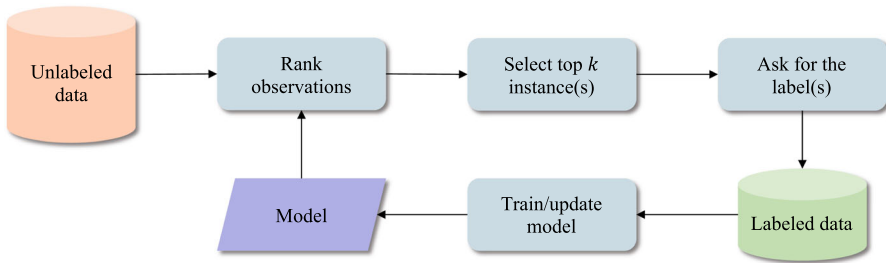 Unlabeled
data
Rank
observations
Select top k
instance(s)
Ask for the
label(s)
Model
Train/update
model
Labeled data